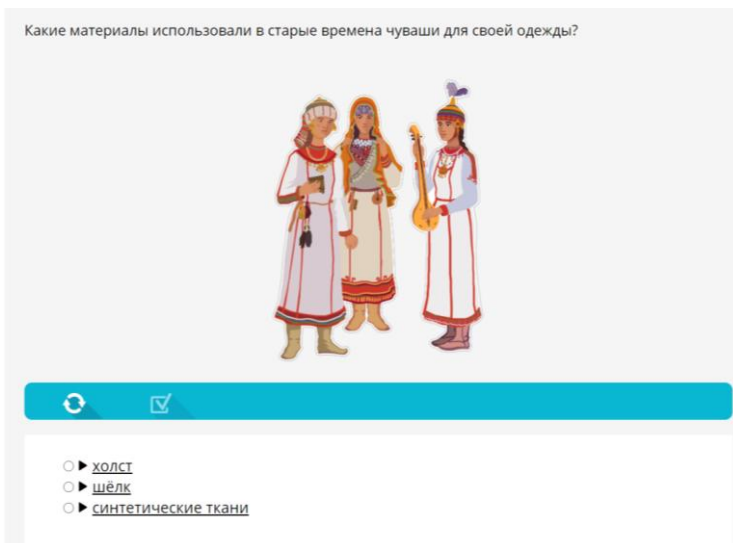 Какие материалы использовали в старые времена чуваши для своей одежды?
холст
шёлк
синтетические ткани